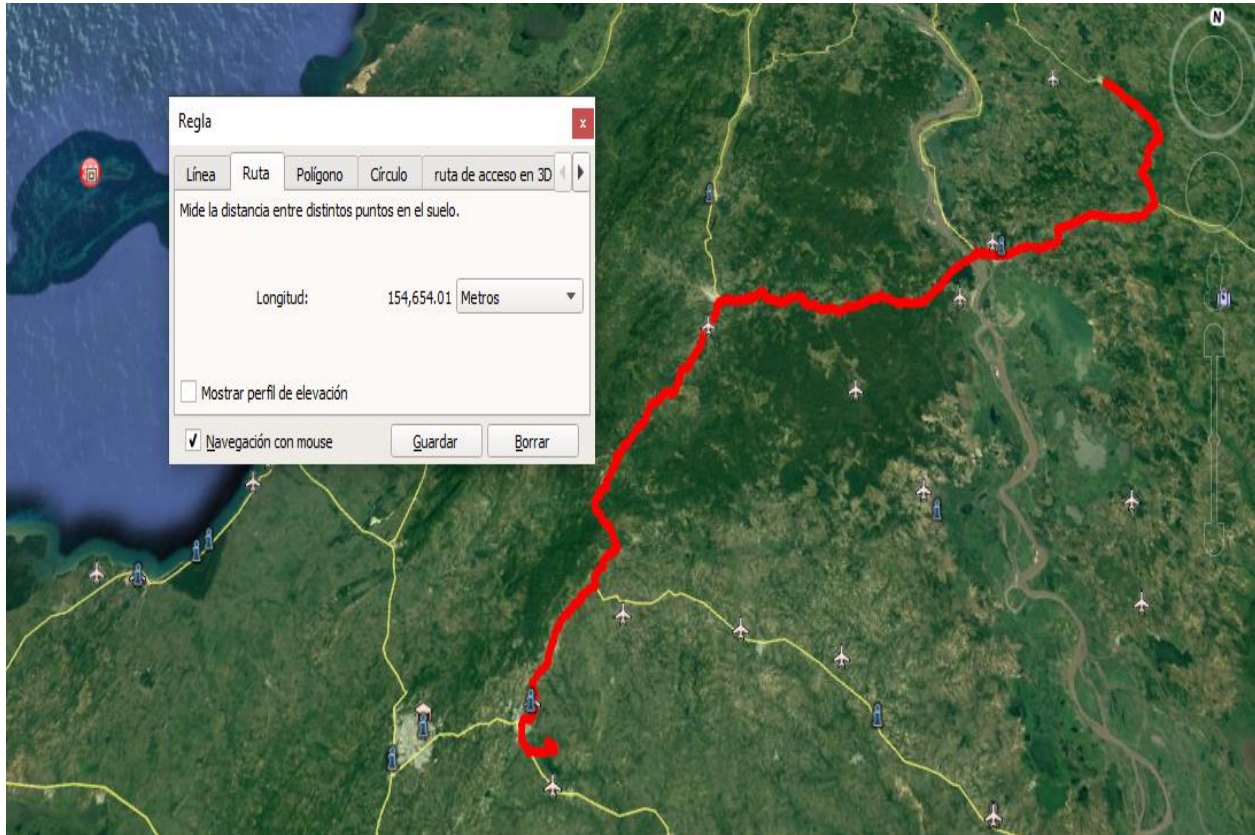 N
Regla
x
Línea Ruta Polígono Círculo ruta de acceso en 3D
Mide la distancia entre distintos puntos en el suelo.
Longitud: 154,654.01 Metros
Mostrar perfil de elevación
Navegación con mouse Guardar Borrar